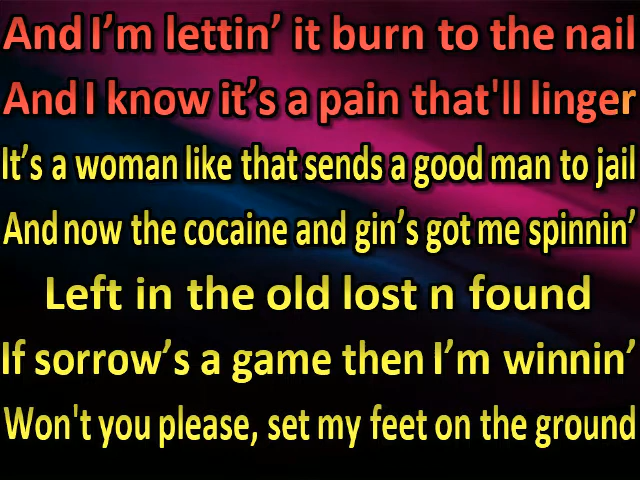 And I’m lettin’ it burn to the nail
And I know it’s a pain that'll linger
It’s a woman like that sends a good man to jail
And now the cocaine and gin’s got me spinnin’
Left in the old lost n found
If sorrow’s a game then I’m winnin’
Won't you please, set my feet on the ground